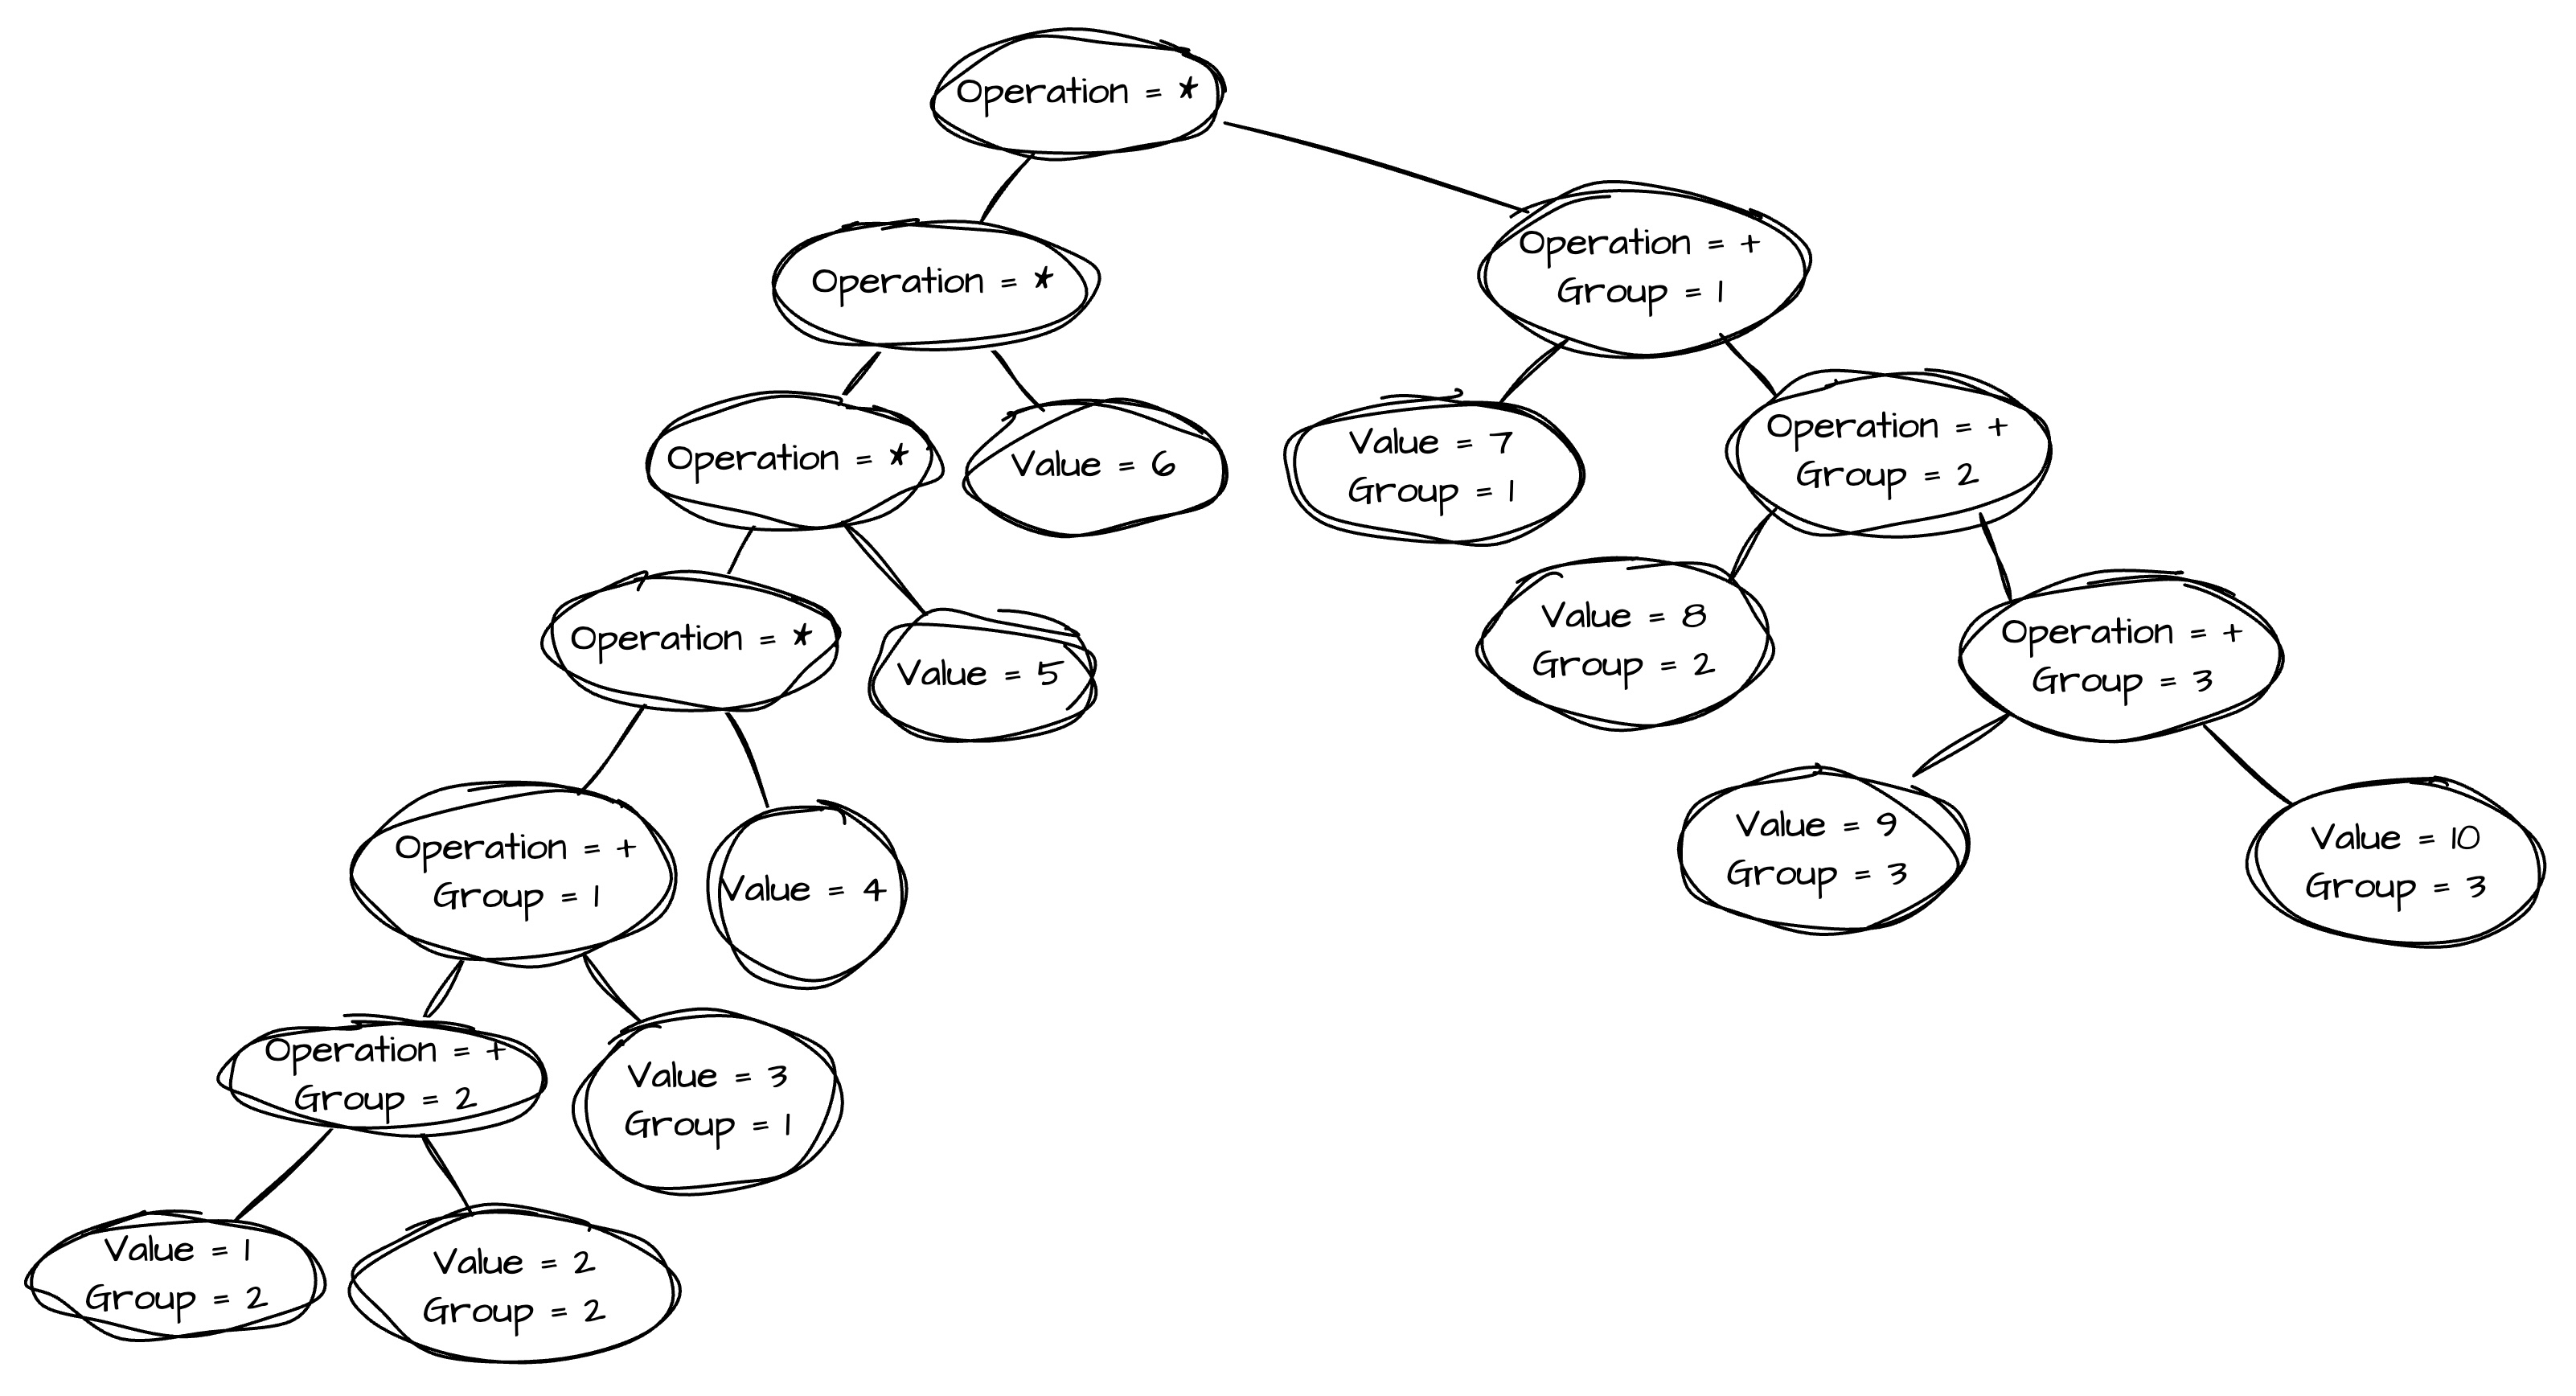 Operation = *
Operation = +
Group = 1
Operation = *
Operation = *
Value = 6
Value = 7
Group = 1
Operation = +
Group = 2
Operation = *
Value = 5
Value = 8
Group = 2
Operation = +
Group = 3
Operation = +
Group = 1
Value = 4
Value = 9
Group = 3
Value = 10
Group = 3
Operation = +
Group = 2
Value = 3
Group = 1
Value = 1
Group = 2
Value = 2
Group = 2